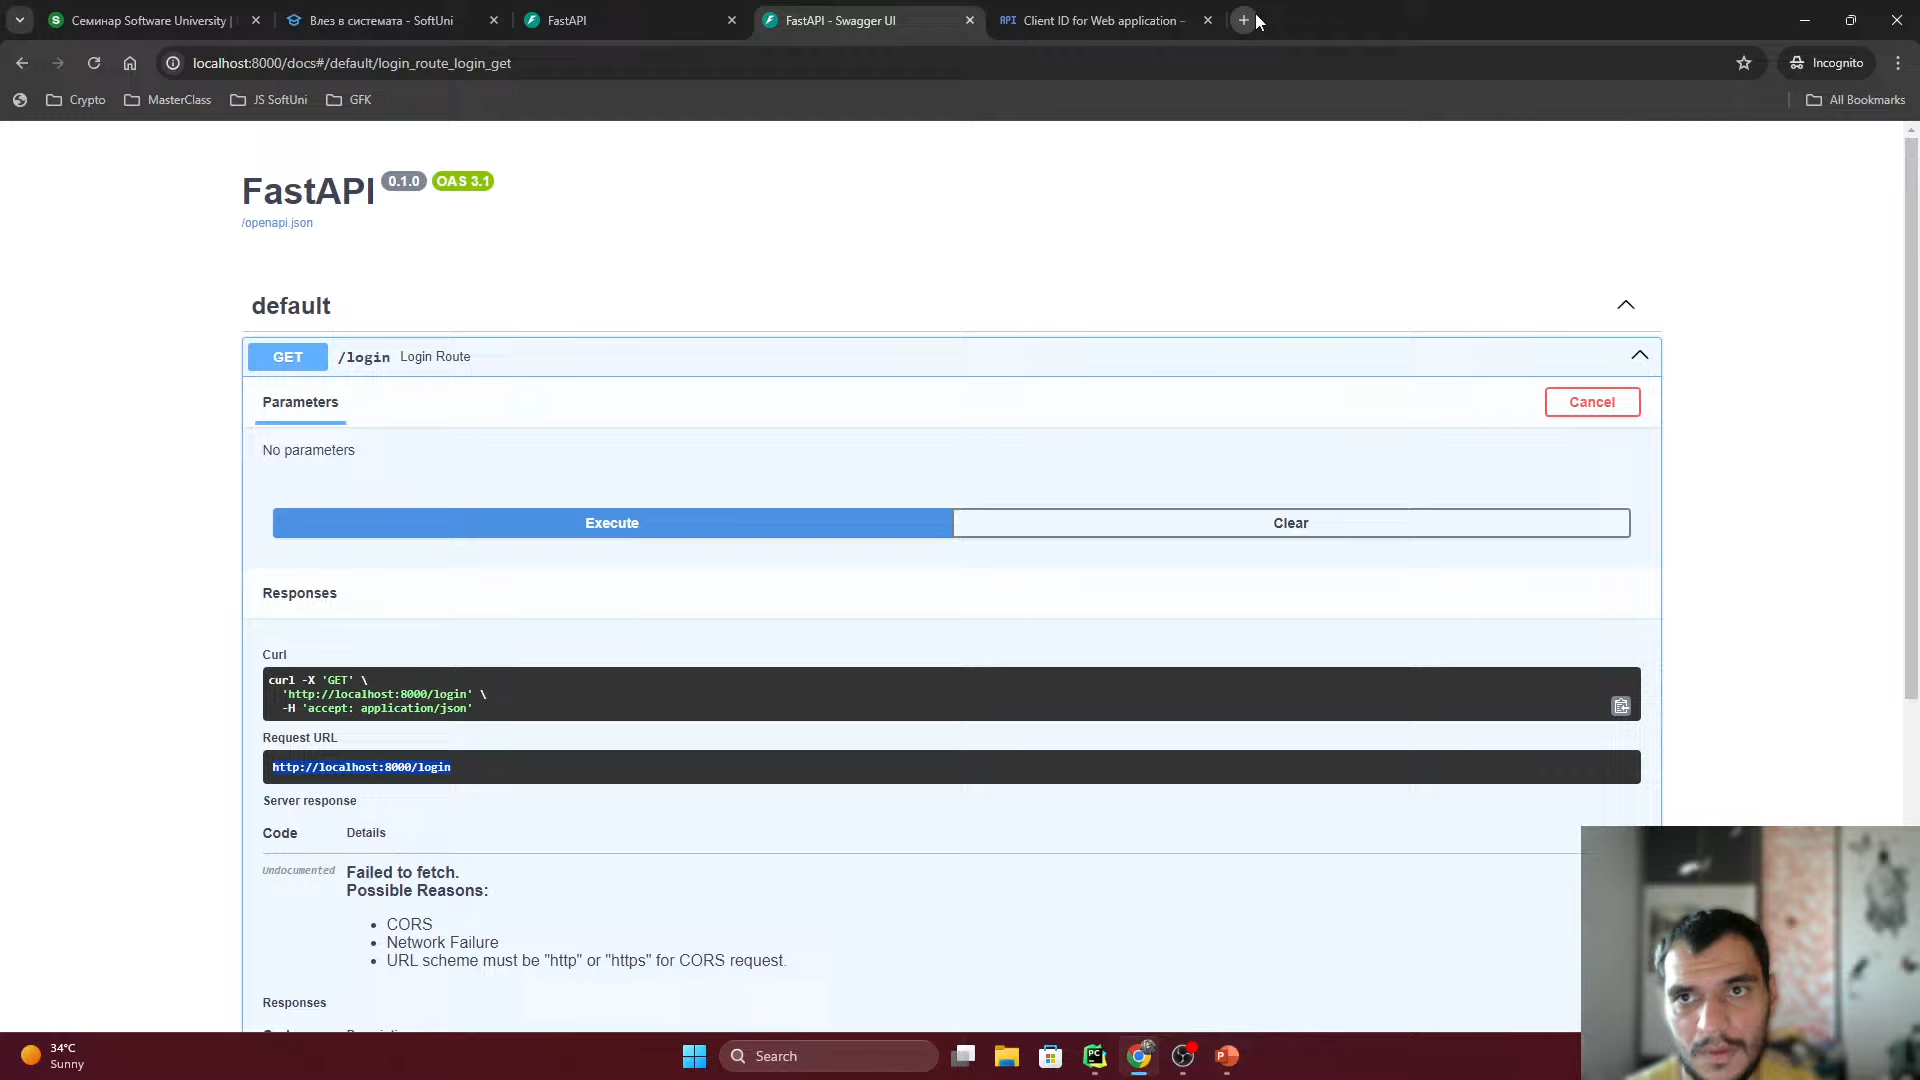 Семинар Software University |
Влез в системата - SoftUni
FastAPI
FastAPI - Swagger UI
API
Client ID for Web application –
localhost:8000/docs#/default/login_route_login_get
Incognito
Crypto
MasterClass
JS SoftUni
GFK
All Bookmarks
FastAPI 0.1.0 OAS 3.1
/openapi.json
default
GET /login Login Route
Parameters
Cancel
No parameters
Execute
Clear
Responses
Curl
curl -X 'GET' \
'http://localhost:8000/login' \
-H 'accept: application/json'
Request URL
http://localhost:8000/login
Server response
Code Details
Undocumented
Failed to fetch.
Possible Reasons:
• CORS
• Network Failure
• URL scheme must be "http" or "https" for CORS request.
Responses
34°C
Sunny
Search